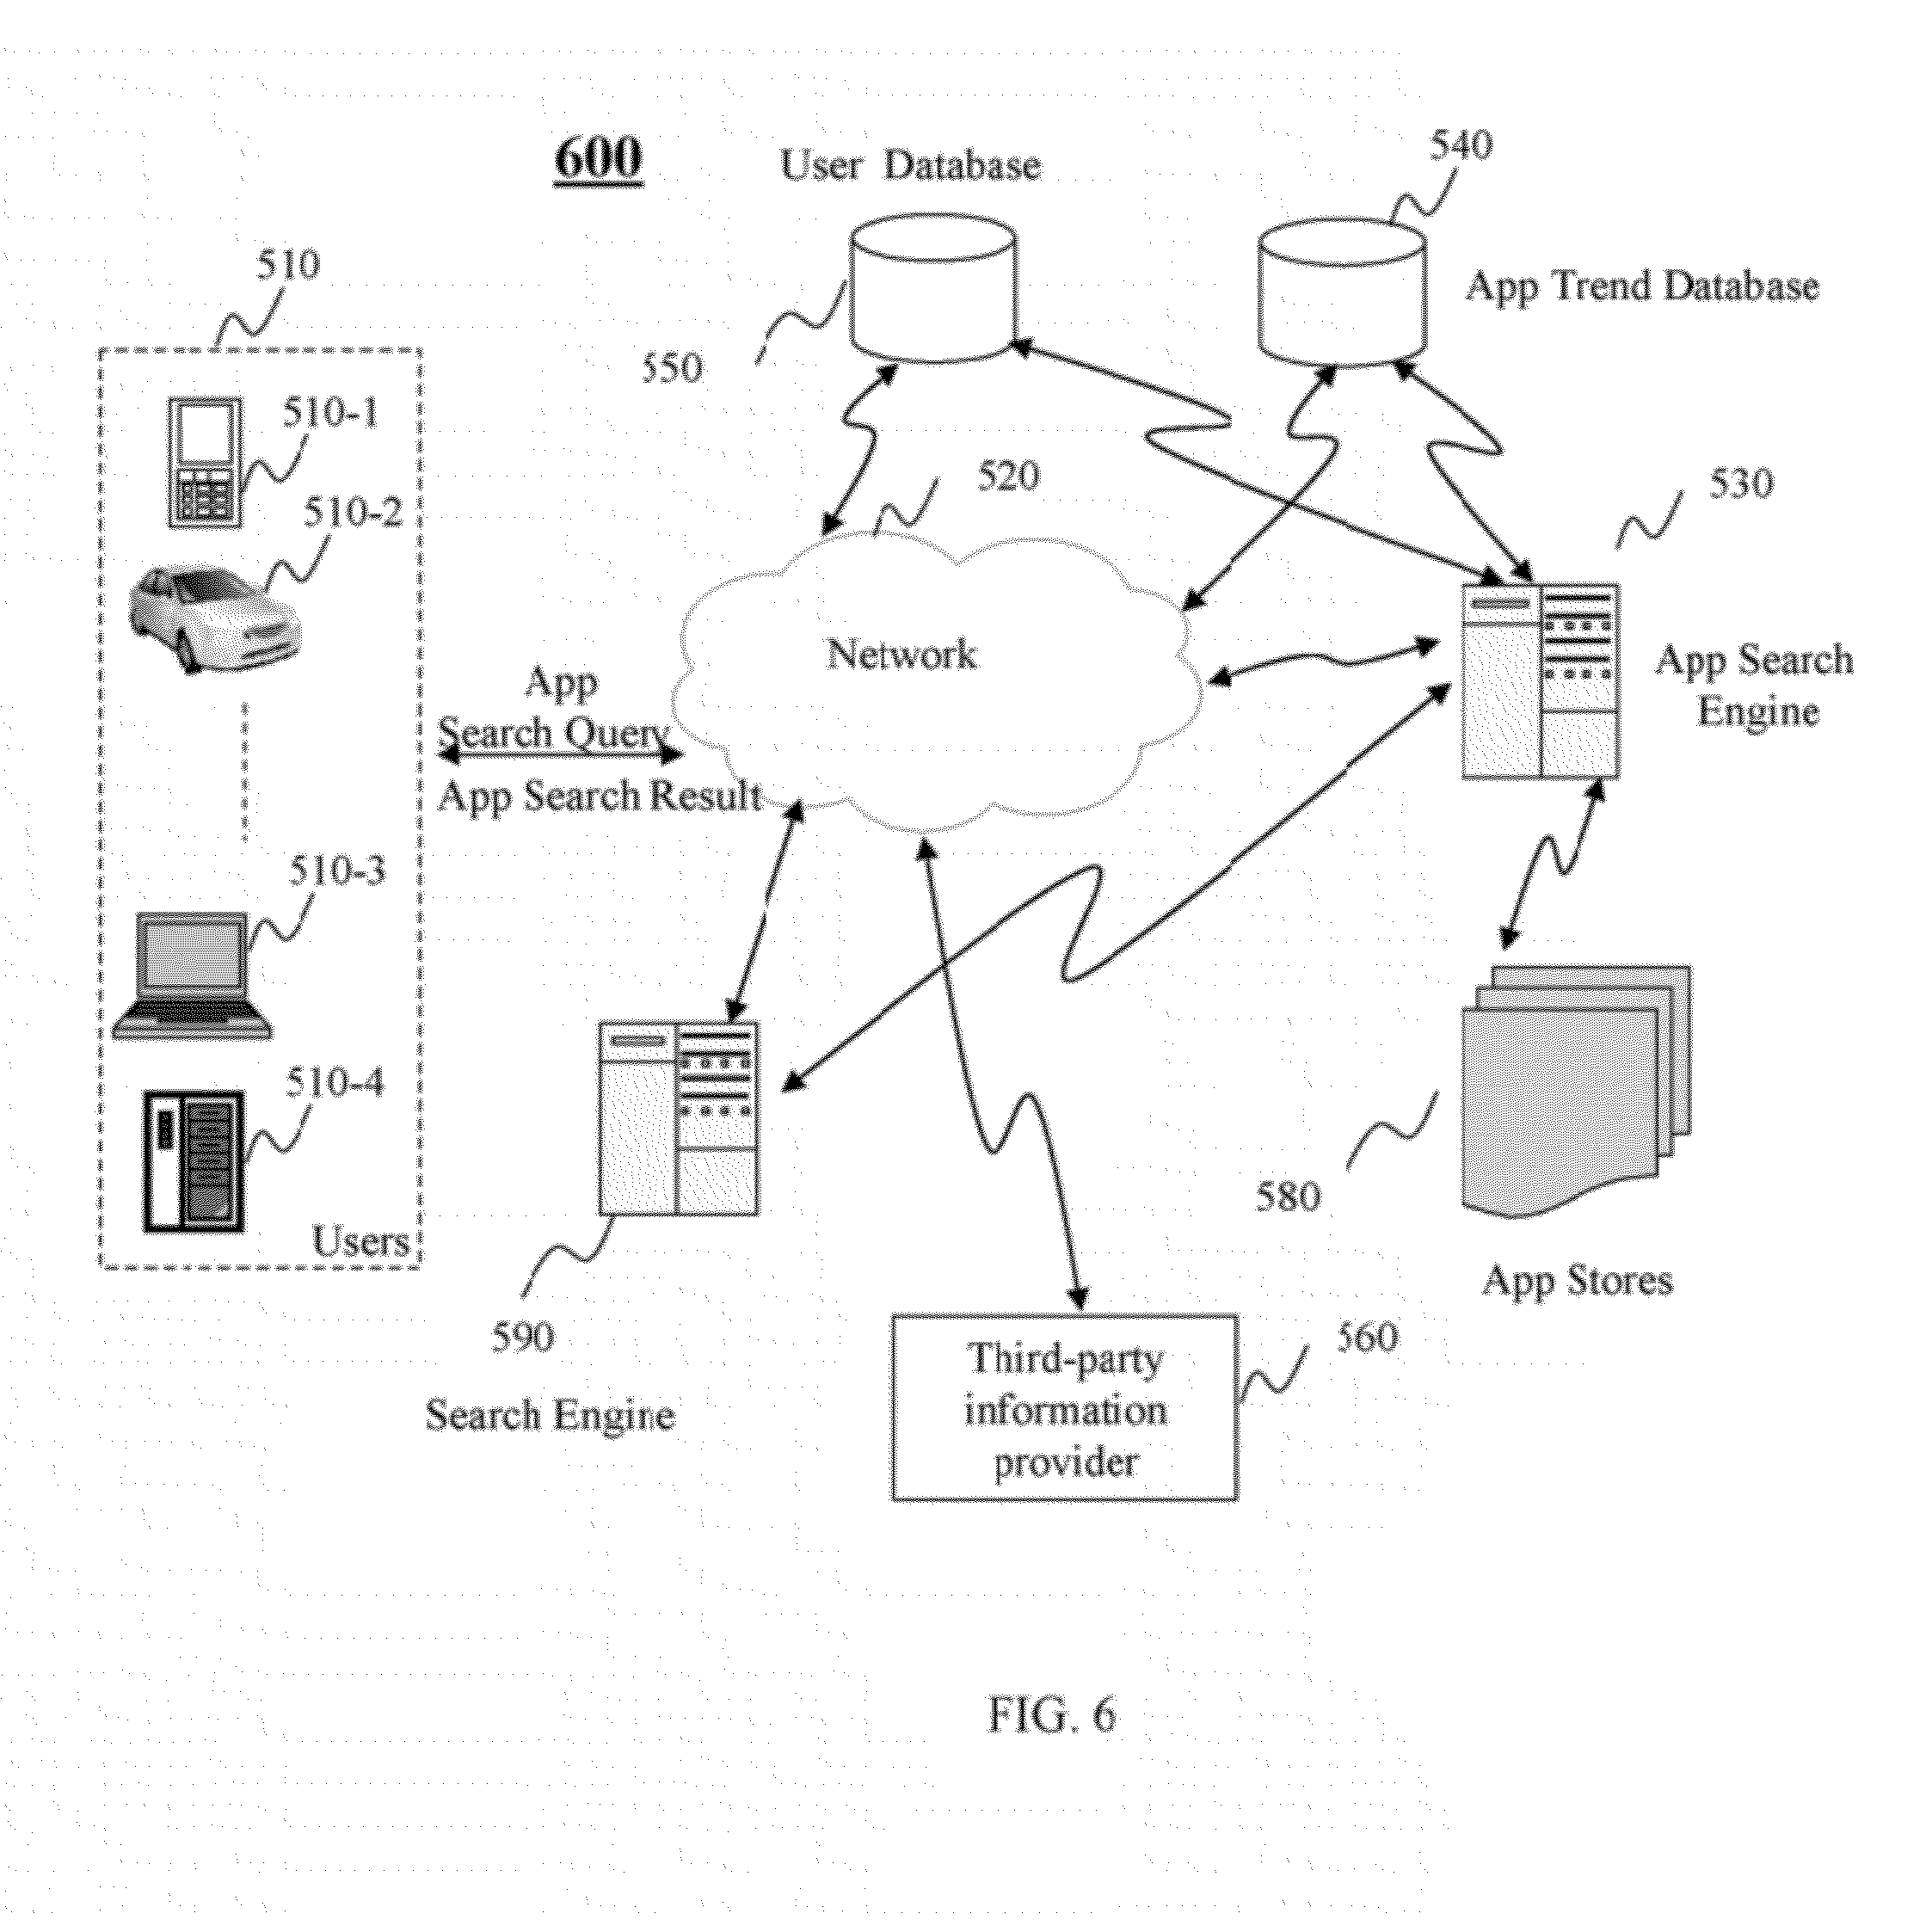 600
User Database
540
510
App Trend Database
550
510-1
520
530
510-2
Network
App Search
Engine
App
Search Query
App Search Result
510-3
510-4
580
Users
App Stores
590
560
Third-party
information
provider
Search Engine
FIG. 6